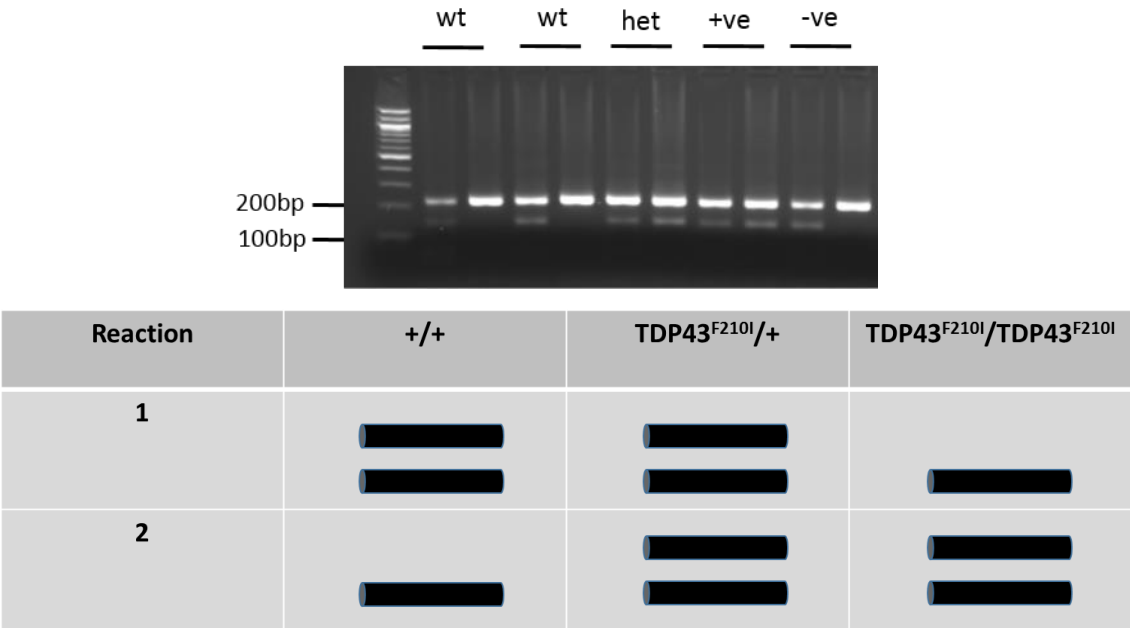 wt wt het +ve -ve
200bp
100bp
Reaction +/+ TDP43F210I/+ TDP43F210I/TDP43F210I
1
2